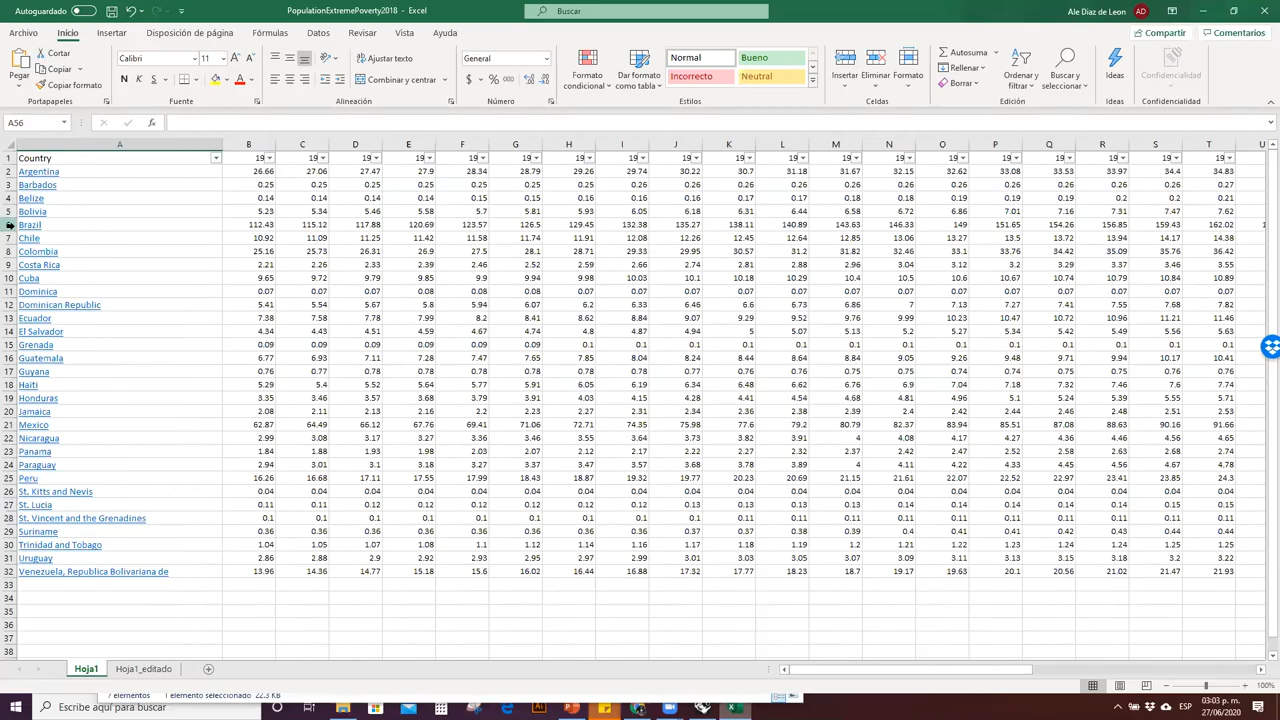 Autoguardado PopulationExtremePoverty2018 - Excel Buscar Ale Diaz de Leon AD
Archivo Inicio Insertar Disposición de página Fórmulas Datos Revisar Vista Ayuda Compartir Comentarios
Pegar Cortar Copiar Copiar formato Portapapeles
Calibri 11 N K S A Fuente
Ajustar texto Combinar y centrar Alineación
General $ % 000 Número
Formato condicional Dar formato como tabla Normal Bueno Incorrecto Neutral Estilos
Insertar Eliminar Formato Celdas
Autosuma Rellenar Borrar Ordenar y filtrar Buscar y seleccionar Edición
Ideas Ideas Confidencialidad Confidencialidad
A56 fx
A B C D E F G H I J K L M N O P Q R S T U
1 Country 19 19 19 19 19 19 19 19 19 19 19 19 19 19 19 19 19 19 19
2 Argentina 26.66 27.06 27.47 27.9 28.34 28.79 29.26 29.74 30.22 30.7 31.18 31.67 32.15 32.62 33.08 33.53 33.97 34.4 34.83
3 Barbados 0.25 0.25 0.25 0.25 0.25 0.26 0.26 0.26 0.26 0.26 0.26 0.26 0.26 0.26 0.26 0.26 0.26 0.26 0.27
4 Belize 0.14 0.14 0.14 0.15 0.15 0.16 0.16 0.16 0.17 0.17 0.18 0.18 0.19 0.19 0.19 0.2 0.2 0.2 0.21
5 Bolivia 5.23 5.34 5.46 5.58 5.7 5.81 5.93 6.05 6.18 6.31 6.44 6.58 6.72 6.86 7.01 7.16 7.31 7.47 7.62
6 Brazil 112.43 115.12 117.88 120.69 123.57 126.5 129.45 132.38 135.27 138.11 140.89 143.63 146.33 149 151.65 154.26 156.85 159.43 162.02 1
7 Chile 10.92 11.09 11.25 11.42 11.58 11.74 11.91 12.08 12.26 12.45 12.64 12.85 13.06 13.27 13.5 13.72 13.94 14.17 14.38
8 Colombia 25.16 25.73 26.31 26.9 27.5 28.1 28.71 29.33 29.95 30.57 31.2 31.82 32.46 33.1 33.76 34.42 35.09 35.76 36.42
9 Costa Rica 2.21 2.26 2.33 2.39 2.46 2.52 2.59 2.66 2.74 2.81 2.88 2.96 3.04 3.12 3.2 3.29 3.37 3.46 3.55
10 Cuba 9.65 9.72 9.79 9.85 9.9 9.94 9.98 10.03 10.1 10.18 10.29 10.4 10.5 10.6 10.67 10.74 10.79 10.84 10.89
11 Dominica 0.07 0.07 0.07 0.07 0.08 0.08 0.07 0.07 0.07 0.07 0.07 0.07 0.07 0.07 0.07 0.07 0.07 0.07 0.07
12 Dominican Republic 5.41 5.54 5.67 5.8 5.94 6.07 6.2 6.33 6.46 6.6 6.73 6.86 7 7.13 7.27 7.41 7.55 7.68 7.82
13 Ecuador 7.38 7.58 7.78 7.99 8.2 8.41 8.62 8.84 9.07 9.29 9.52 9.76 9.99 10.23 10.47 10.72 10.96 11.21 11.46
14 El Salvador 4.34 4.43 4.51 4.59 4.67 4.74 4.8 4.87 4.94 5 5.07 5.13 5.2 5.27 5.34 5.42 5.49 5.56 5.63
15 Grenada 0.09 0.09 0.09 0.09 0.09 0.09 0.1 0.1 0.1 0.1 0.1 0.1 0.1 0.1 0.1 0.1 0.1 0.1 0.1
16 Guatemala 6.77 6.93 7.11 7.28 7.47 7.65 7.85 8.04 8.24 8.44 8.64 8.84 9.05 9.26 9.48 9.71 9.94 10.17 10.41
17 Guyana 0.76 0.77 0.78 0.78 0.78 0.78 0.78 0.78 0.77 0.76 0.76 0.75 0.75 0.74 0.74 0.75 0.75 0.76 0.76
18 Haiti 5.29 5.4 5.52 5.64 5.77 5.91 6.05 6.19 6.34 6.48 6.62 6.76 6.9 7.04 7.18 7.32 7.46 7.6 7.74
19 Honduras 3.35 3.46 3.57 3.68 3.79 3.91 4.03 4.15 4.28 4.41 4.54 4.68 4.81 4.96 5.1 5.24 5.39 5.55 5.71
20 Jamaica 2.08 2.11 2.13 2.16 2.2 2.23 2.27 2.31 2.34 2.36 2.38 2.39 2.4 2.42 2.44 2.46 2.48 2.51 2.53
21 Mexico 62.87 64.49 66.12 67.76 69.41 71.06 72.71 74.35 75.98 77.6 79.2 80.79 82.37 83.94 85.51 87.08 88.63 90.16 91.66
22 Nicaragua 2.99 3.08 3.17 3.27 3.36 3.46 3.55 3.64 3.73 3.82 3.91 4 4.08 4.17 4.27 4.36 4.46 4.56 4.65
23 Panama 1.84 1.88 1.93 1.98 2.03 2.07 2.12 2.17 2.22 2.27 2.32 2.37 2.42 2.47 2.52 2.58 2.63 2.68 2.74
24 Paraguay 2.94 3.01 3.1 3.18 3.27 3.37 3.47 3.57 3.68 3.78 3.89 4 4.11 4.22 4.33 4.45 4.56 4.67 4.78
25 Peru 16.26 16.68 17.11 17.55 17.99 18.43 18.87 19.32 19.77 20.23 20.69 21.15 21.61 22.07 22.52 22.97 23.41 23.85 24.3
26 St. Kitts and Nevis 0.04 0.04 0.04 0.04 0.04 0.04 0.04 0.04 0.04 0.04 0.04 0.04 0.04 0.04 0.04 0.04 0.04 0.04 0.04
27 St. Lucia 0.11 0.11 0.12 0.12 0.12 0.12 0.12 0.12 0.13 0.13 0.13 0.13 0.14 0.14 0.14 0.14 0.14 0.15 0.15
28 St. Vincent and the Grenadines 0.1 0.1 0.1 0.1 0.1 0.1 0.1 0.1 0.1 0.11 0.11 0.11 0.11 0.11 0.11 0.11 0.11 0.11 0.11
29 Suriname 0.36 0.36 0.36 0.36 0.36 0.36 0.37 0.37 0.38 0.38 0.39 0.4 0.4 0.41 0.41 0.42 0.43 0.44 0.44
30 Trinidad and Tobago 1.04 1.05 1.07 1.08 1.1 1.12 1.14 1.16 1.17 1.18 1.19 1.2 1.21 1.22 1.23 1.23 1.24 1.25 1.25
31 Uruguay 2.86 2.88 2.9 2.92 2.93 2.95 2.97 2.99 3.01 3.03 3.05 3.07 3.09 3.11 3.13 3.15 3.18 3.2 3.22
32 Venezuela, Republica Bolivariana de 13.96 14.36 14.77 15.18 15.6 16.02 16.44 16.88 17.32 17.77 18.23 18.7 19.17 19.63 20.1 20.56 21.02 21.47 21.93
33
34
35
36
37
38
Hoja1 Hoja1_editado
100%
7 elementos 1 elemento seleccionado 22.3 KB
Escribe aquí para buscar ESP 03:03 p. m.
27/06/2020